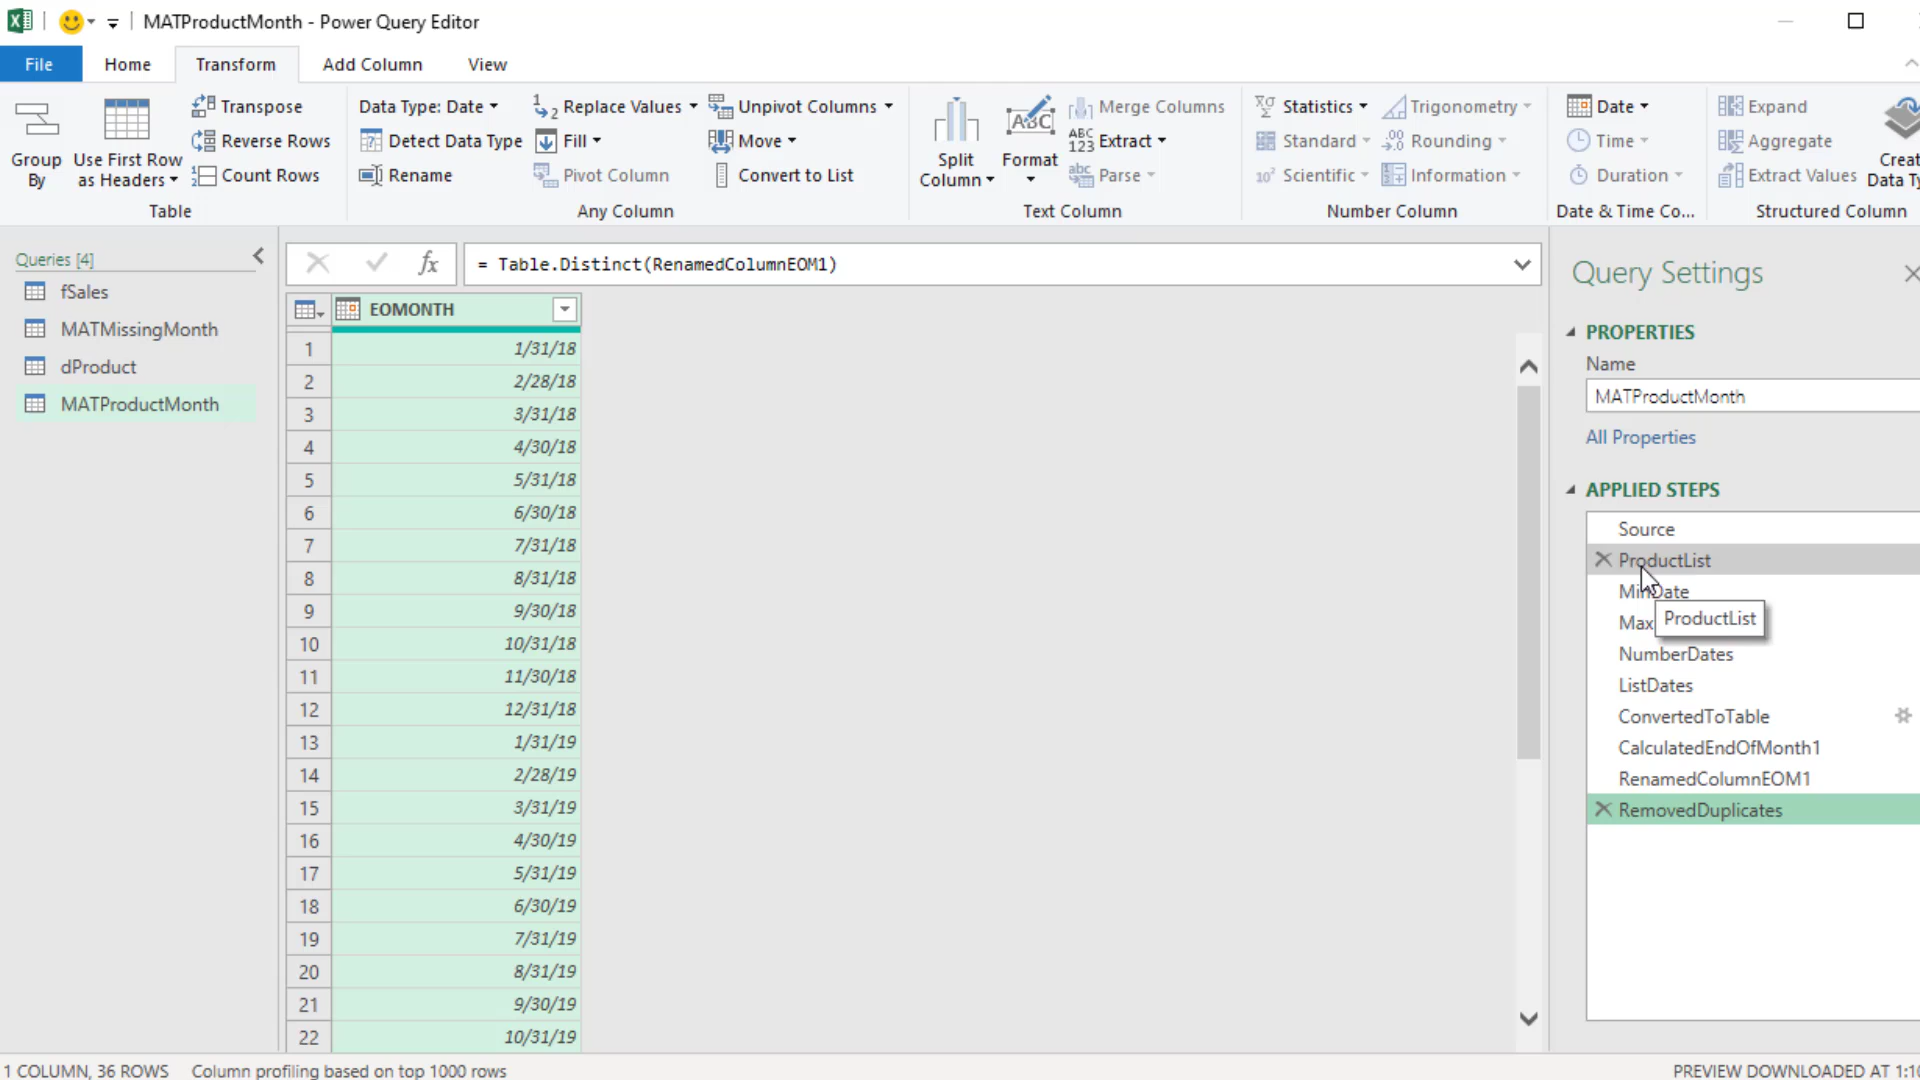 MATProductMonth - Power Query Editor
File Home Transform Add Column View
Group By
Use First Row as Headers
Transpose
Reverse Rows
Count Rows
Table
Data Type: Date
Detect Data Type
Rename
Replace Values
Fill
Pivot Column
Unpivot Columns
Move
Convert to List
Any Column
Split Column
Format
Merge Columns
Extract
Parse
Text Column
Statistics
Standard
Scientific
Trigonometry
Rounding
Information
Number Column
Date
Time
Duration
Date & Time Co...
Expand
Aggregate
Extract Values
Structured Column
Queries [4]
fSales
MATMissingMonth
dProduct
MATProductMonth
fx = Table.Distinct(RenamedColumnEOM1)
EOMONTH
1 1/31/18
2 2/28/18
3 3/31/18
4 4/30/18
5 5/31/18
6 6/30/18
7 7/31/18
8 8/31/18
9 9/30/18
10 10/31/18
11 11/30/18
12 12/31/18
13 1/31/19
14 2/28/19
15 3/31/19
16 4/30/19
17 5/31/19
18 6/30/19
19 7/31/19
20 8/31/19
21 9/30/19
22 10/31/19
Query Settings
PROPERTIES
Name
MATProductMonth
All Properties
APPLIED STEPS
Source
ProductList
MinDate
Max
ProductList
NumberDates
ListDates
ConvertedToTable
CalculatedEndOfMonth1
RenamedColumnEOM1
RemovedDuplicates
1 COLUMN, 36 ROWS Column profiling based on top 1000 rows
PREVIEW DOWNLOADED AT